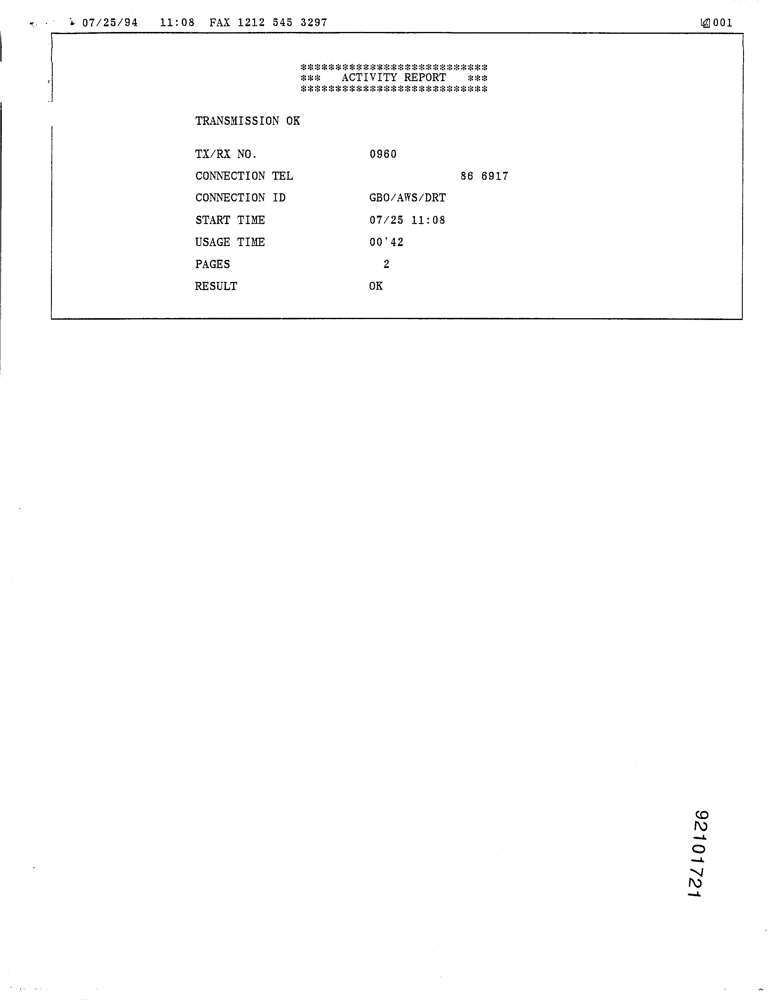 07/25/94 11:08 FAX 1212 545 3297 001
***************************
*** ACTIVITY REPORT ***
***************************
TRANSMISSION OK
TX/RX NO. 0960
CONNECTION TEL 86 6917
CONNECTION ID GBO/AWS/DRT
START TIME 07/25 11:08
USAGE TIME 00'42
PAGES 2
RESULT OK
92101721